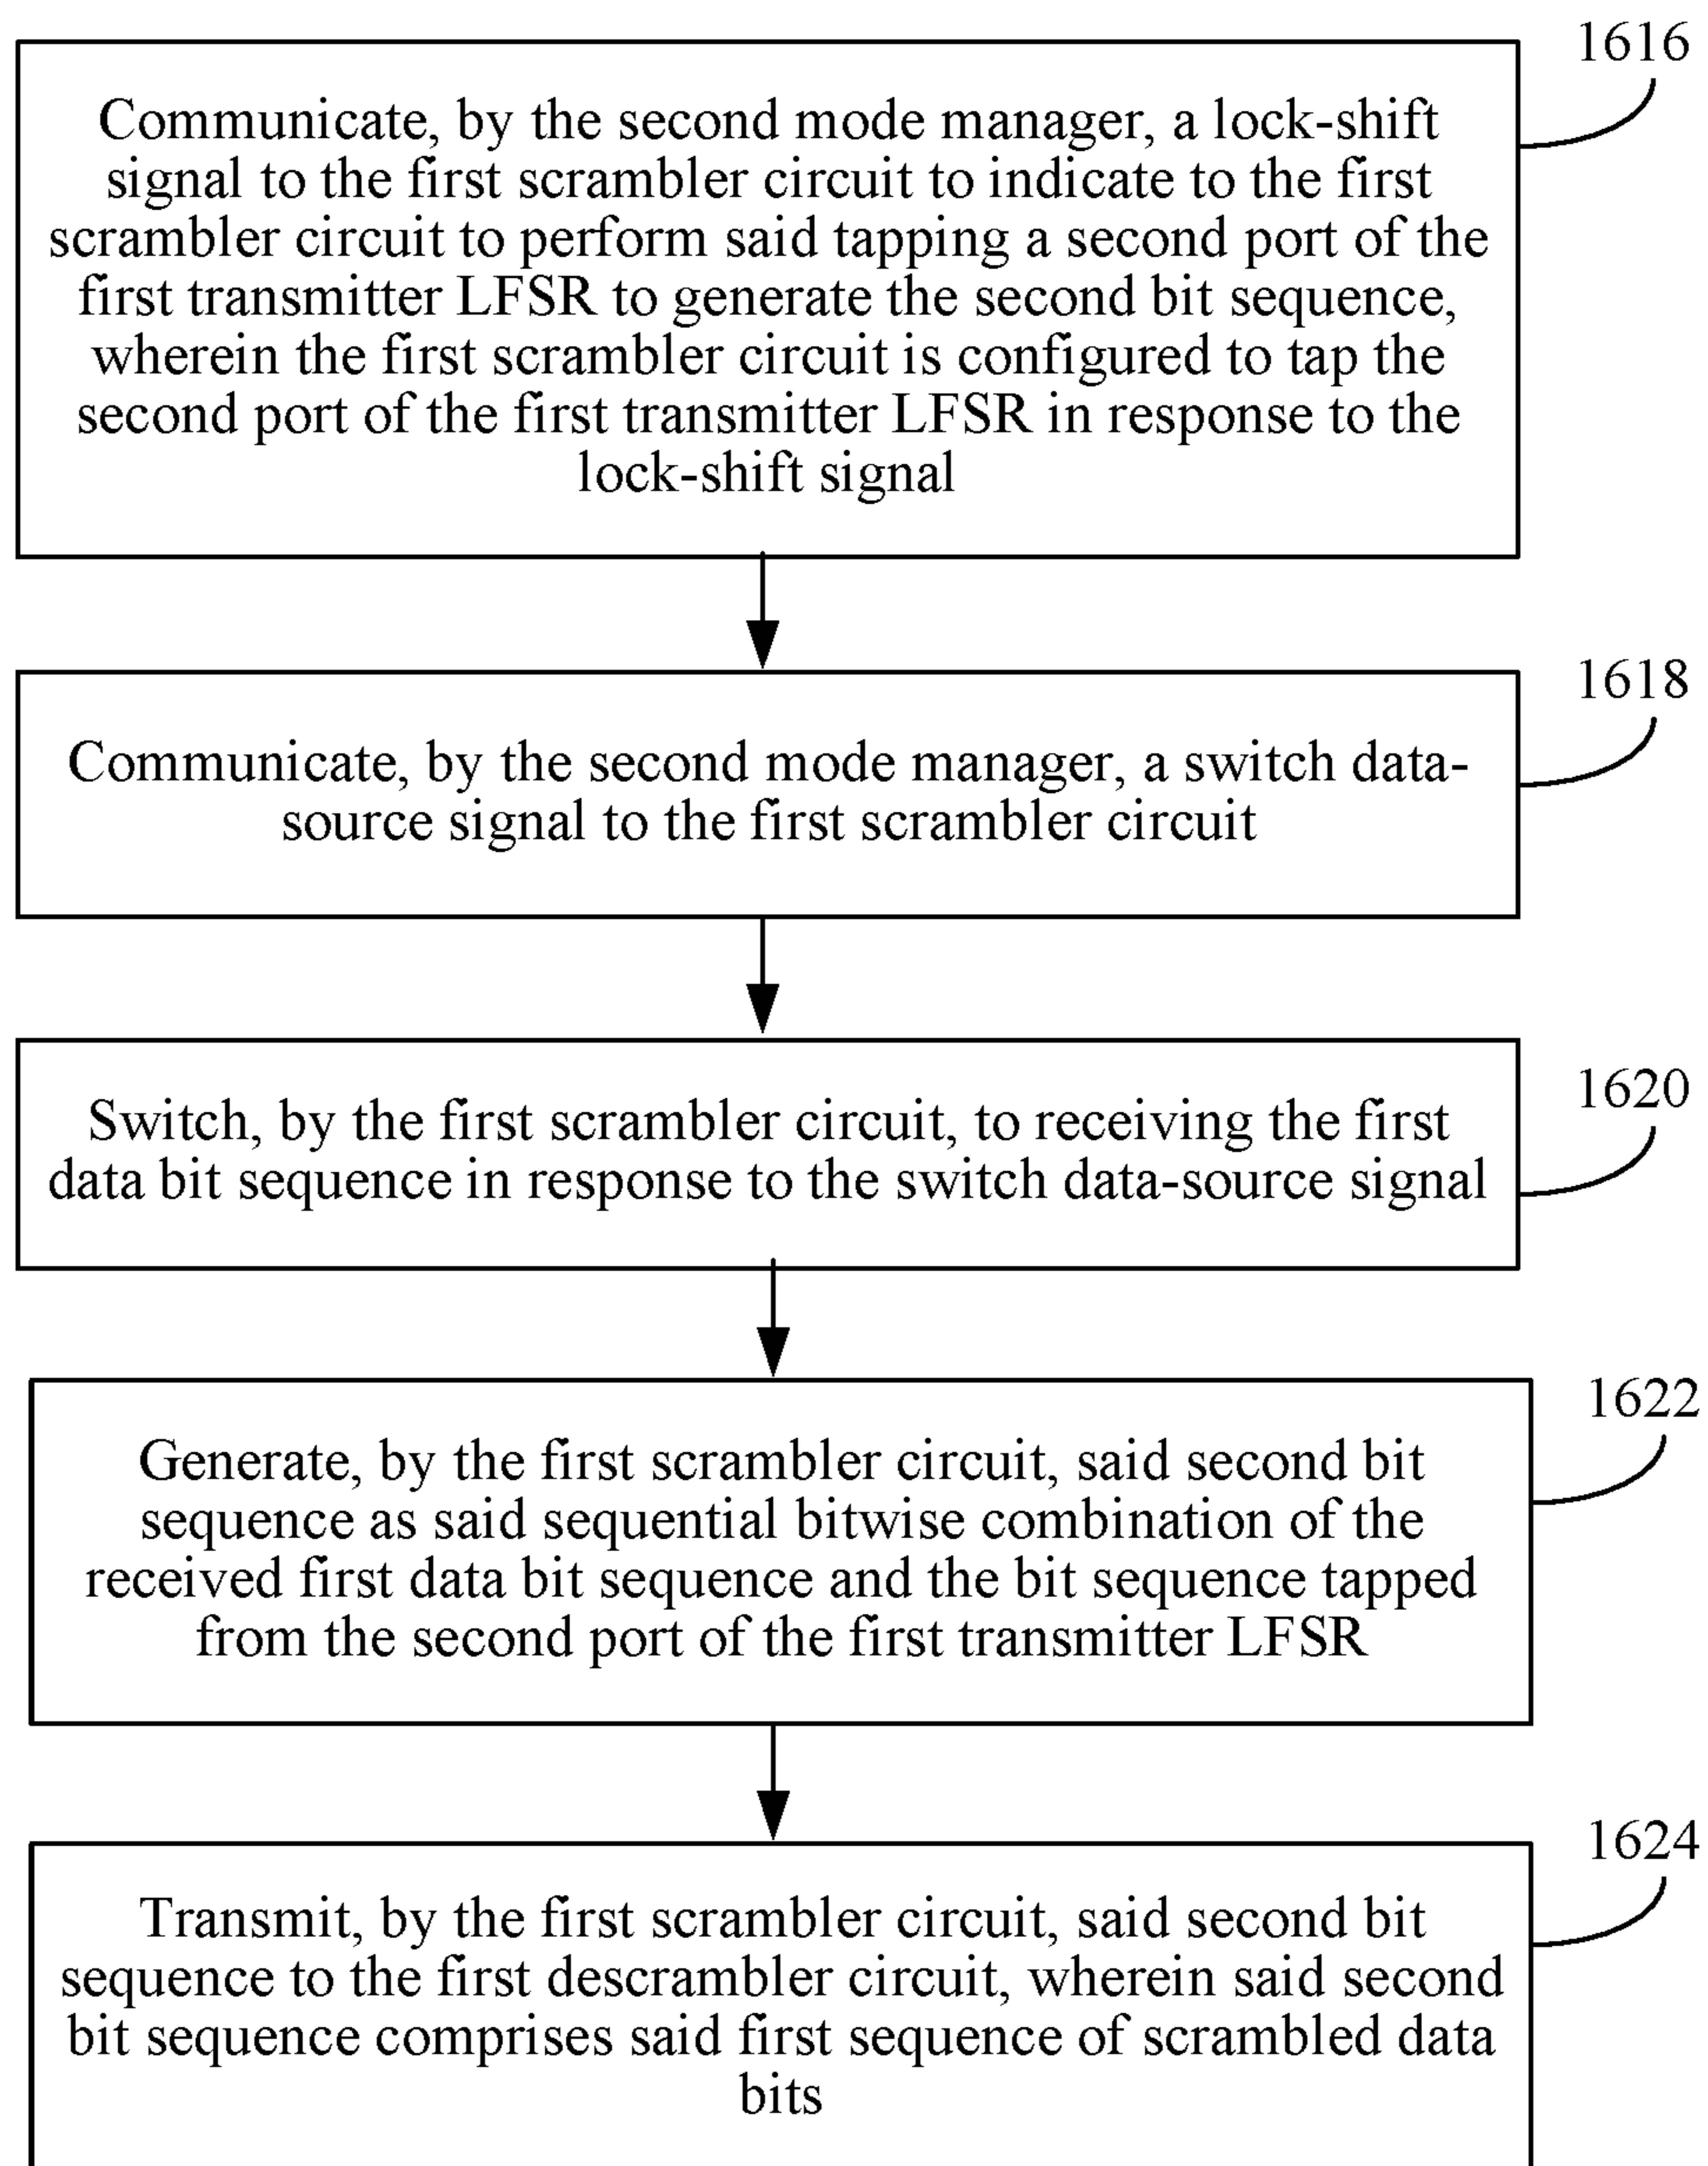 1616
Communicate, by the second mode manager, a lock-shift
signal to the first scrambler circuit to indicate to the first
scrambler circuit to perform said tapping a second port of the
first transmitter LFSR to generate the second bit sequence,
wherein the first scrambler circuit is configured to tap the
second port of the first transmitter LFSR in response to the
lock-shift signal
1618
Communicate, by the second mode manager, a switch data-
source signal to the first scrambler circuit
1620
Switch, by the first scrambler circuit, to receiving the first
data bit sequence in response to the switch data-source signal
1622
Generate, by the first scrambler circuit, said second bit
sequence as said sequential bitwise combination of the
received first data bit sequence and the bit sequence tapped
from the second port of the first transmitter LFSR
1624
Transmit, by the first scrambler circuit, said second bit
sequence to the first descrambler circuit, wherein said second
bit sequence comprises said first sequence of scrambled data
bits